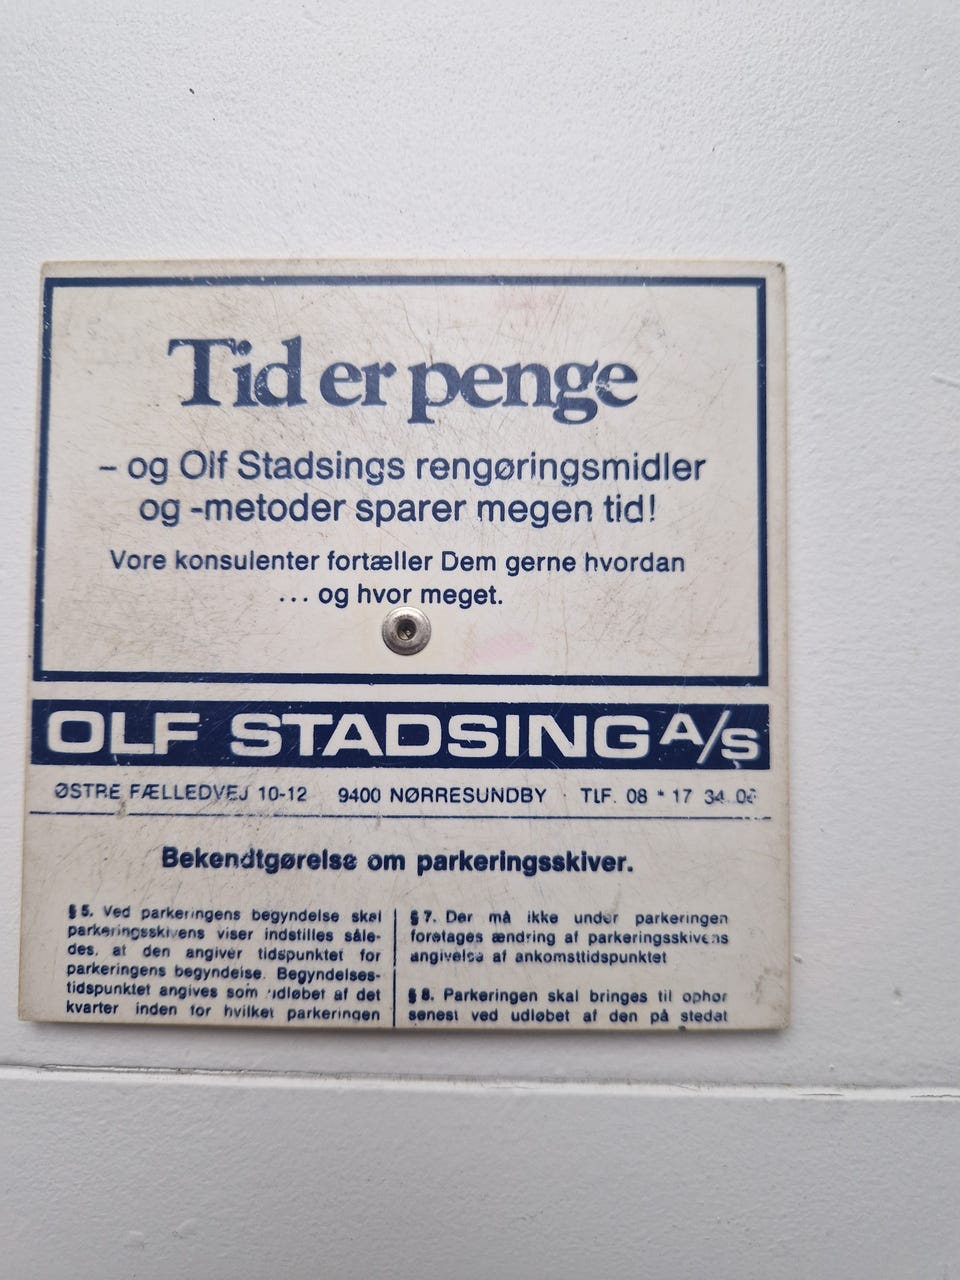 Tid er penge
– og Olf Stadsings rengøringsmidler
og -metoder sparer megen tid!
Vore konsulenter fortæller Dem gerne hvordan
... og hvor meget.
OLF STADSING A/S
ØSTRE FÆLLEDVEJ 10-12 9400 NØRRESUNDBY · TLF. 08 * 17 34
Bekendtgørelse om parkeringsskiver.
§ 5. Ved parkeringens begyndelse skal
parkeringsskivens viser indstilles såle-
des, at den angiver tidspunktet for
parkeringens begyndelse. Begyndelses-
tidspunktet angives som udløbet af det
kvarter inden for hvilket parkeringen
§ 7. Der må ikke under parkeringen
foretages ændring af parkeringsskivens
angivelse af ankomsttidspunktet
§ 8. Parkeringen skal bringes til ophør
senest ved udløbet af den på stedet